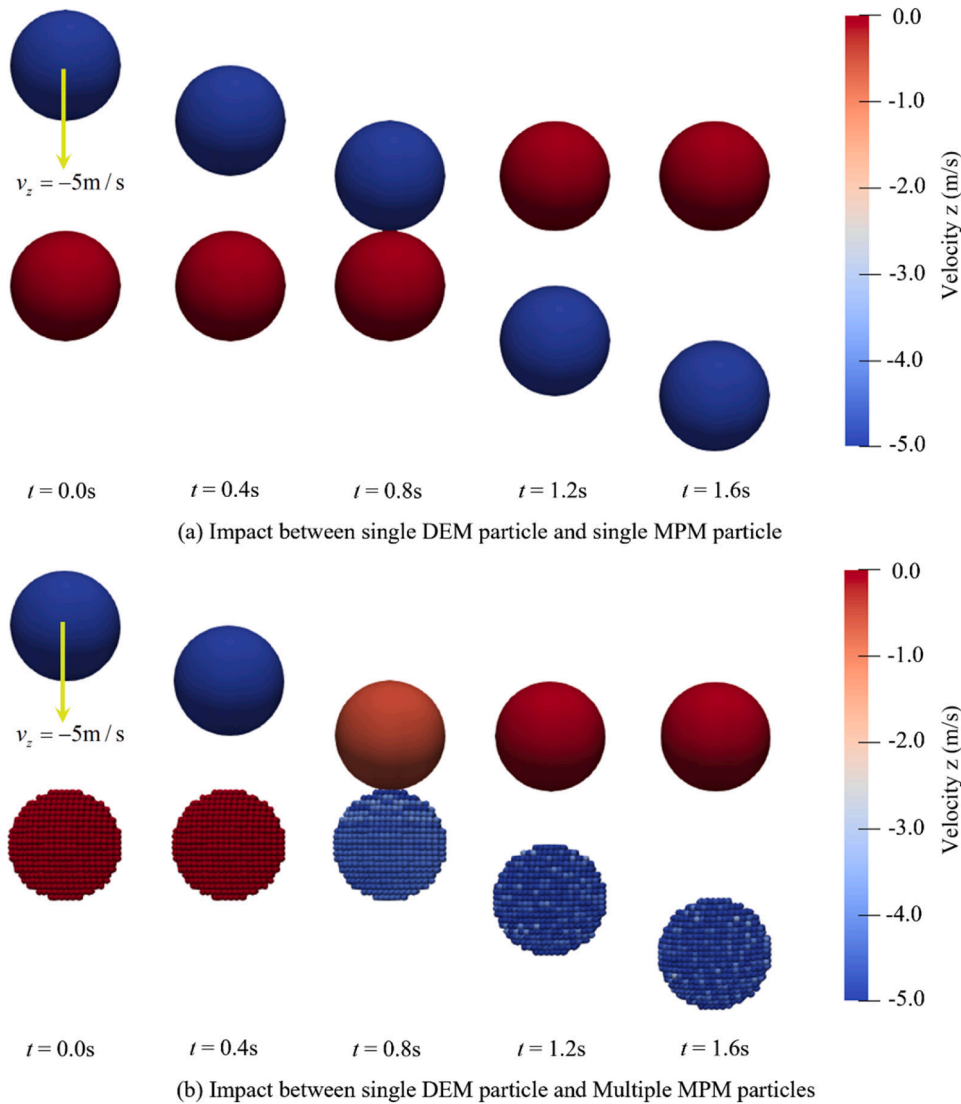 0.0
-1.0
-2.0
-3.0
-4.0
-5.0
Velocity z (m/s)
v_z = −5m / s
t = 0.0s
t = 0.4s
t = 0.8s
t = 1.2s
t = 1.6s
(a) Impact between single DEM particle and single MPM particle
0.0
-1.0
-2.0
-3.0
-4.0
-5.0
Velocity z (m/s)
v_z = −5m / s
t = 0.0s
t = 0.4s
t = 0.8s
t = 1.2s
t = 1.6s
(b) Impact between single DEM particle and Multiple MPM particles